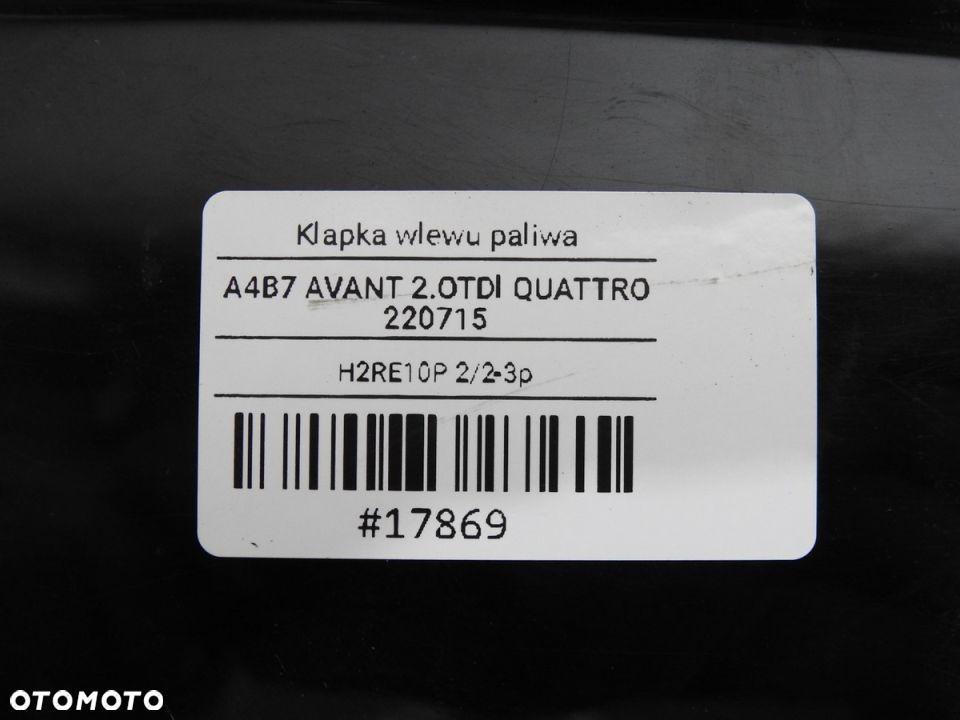 Klapka wlewu paliwa
A4B7 AVANT 2.0TDI QUATTRO
220715
H2RE10P 2/2-3p
#17869
OTOMOTO